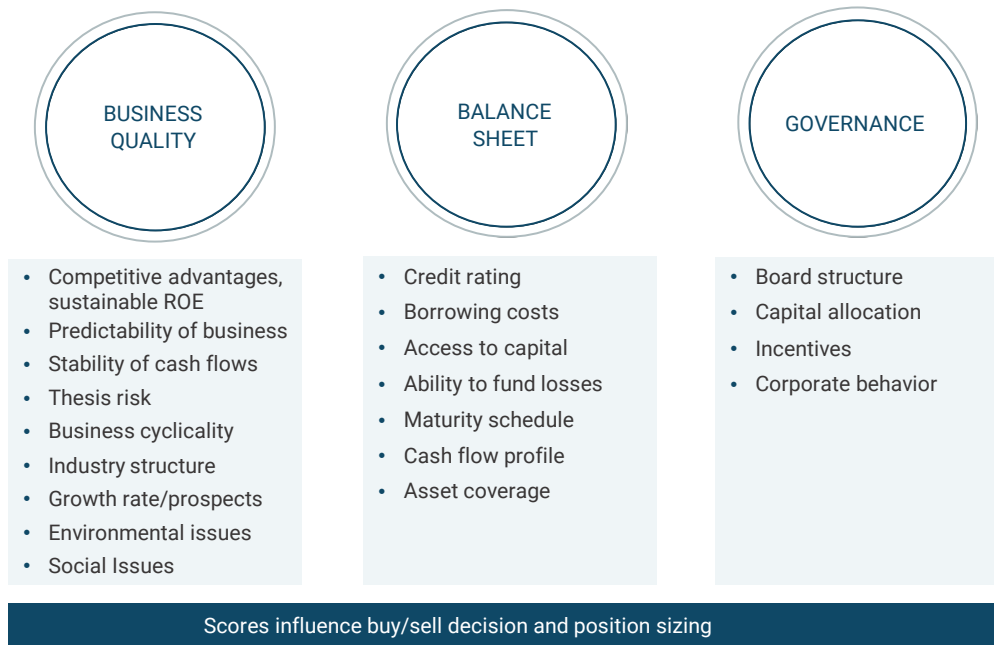 BUSINESS
QUALITY
• Competitive advantages,
sustainable ROE
• Predictability of business
• Stability of cash flows
• Thesis risk
• Business cyclicality
• Industry structure
• Growth rate/prospects
• Environmental issues
• Social Issues
BALANCE
SHEET
• Credit rating
• Borrowing costs
• Access to capital
• Ability to fund losses
• Maturity schedule
• Cash flow profile
• Asset coverage
GOVERNANCE
• Board structure
• Capital allocation
• Incentives
• Corporate behavior
Scores influence buy/sell decision and position sizing